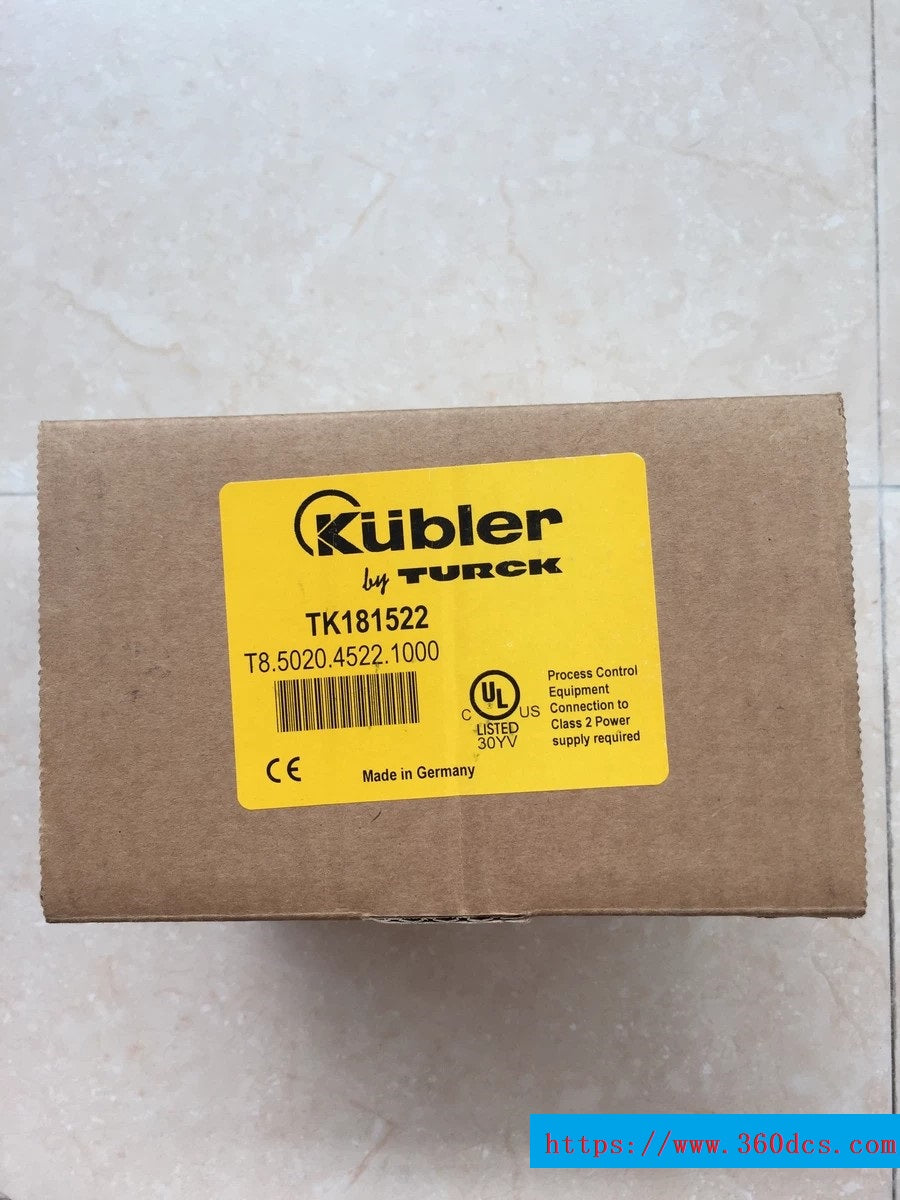 Kübler
by TURCK
TK181522
T8.5020.4522.1000
UL
C US
LISTED
30YV
Process Control
Equipment
Connection to
Class 2 Power
supply required
CE
Made in Germany
https://www.360dcs.com